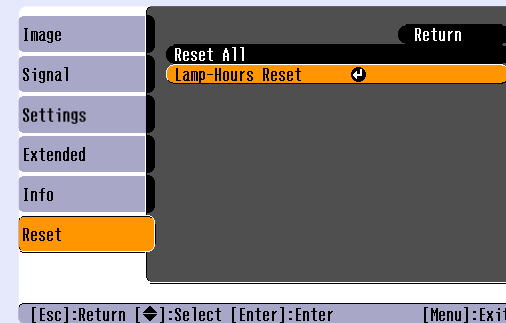 Image
Signal
Settings
Extended
Info
Reset
Return
Reset All
Lamp-Hours Reset
[Esc]:Return []:Select [Enter]:Enter [Menu]:Exit